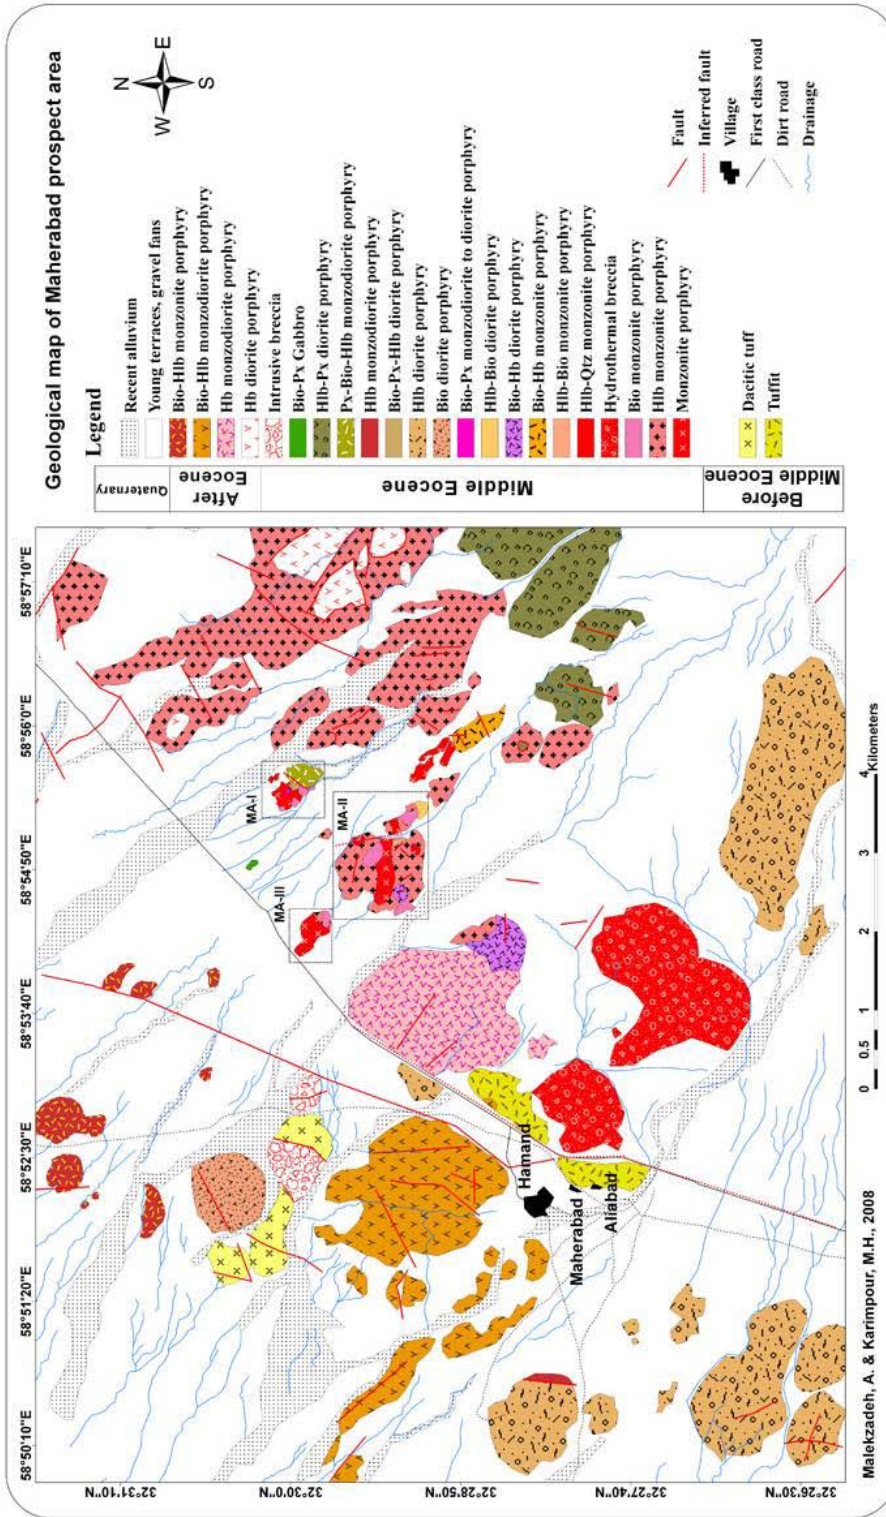 Geological map of Maherabad prospect area
N
W E
S
Legend
Quaternary
After Eocene
Middle Eocene
Before Middle Eocene
Recent alluvium
Young terraces, gravel fans
Bio-Hlb monzonite porphyry
Bio-Hlb monzodiorite porphyry
Hb monzodiorite porphyry
Hb diorite porphyry
Intrusive breccia
Bio-Px Gabbro
Hlb-Px diorite porphyry
Px-Bio-Hlb monzodiorite porphyry
Hlb monzodiorite porphyry
Bio-Px-Hlb diorite porphyry
Hlb diorite porphyry
Bio diorite porphyry
Bio-Px monzodiorite to diorite porphyry
Hlb-Bio diorite porphyry
Bio-Hb diorite porphyry
Bio-Hb monzonite porphyry
Hlb-Bio monzonite porphyry
Hlb-Qtz monzonite porphyry
Hydrothermal breccia
Bio monzonite porphyry
Hlb monzonite porphyry
Monzonite porphyry
Dacitic tuff
Tuffit
Fault
Inferred fault
Village
First class road
Dirt road
Drainage
58°50'10"E
58°51'20"E
58°52'30"E
58°53'40"E
58°54'50"E
58°56'0"E
58°57'10"E
32°31'10"N
32°30'0"N
32°28'50"N
32°27'40"N
32°26'30"N
MA-I
MA-II
MA-III
Hamand
Maherabad
Aliabad
0 0.5 1 2 3 4
Kilometers
Malekzadeh, A. & Karimpour, M.H., 2008